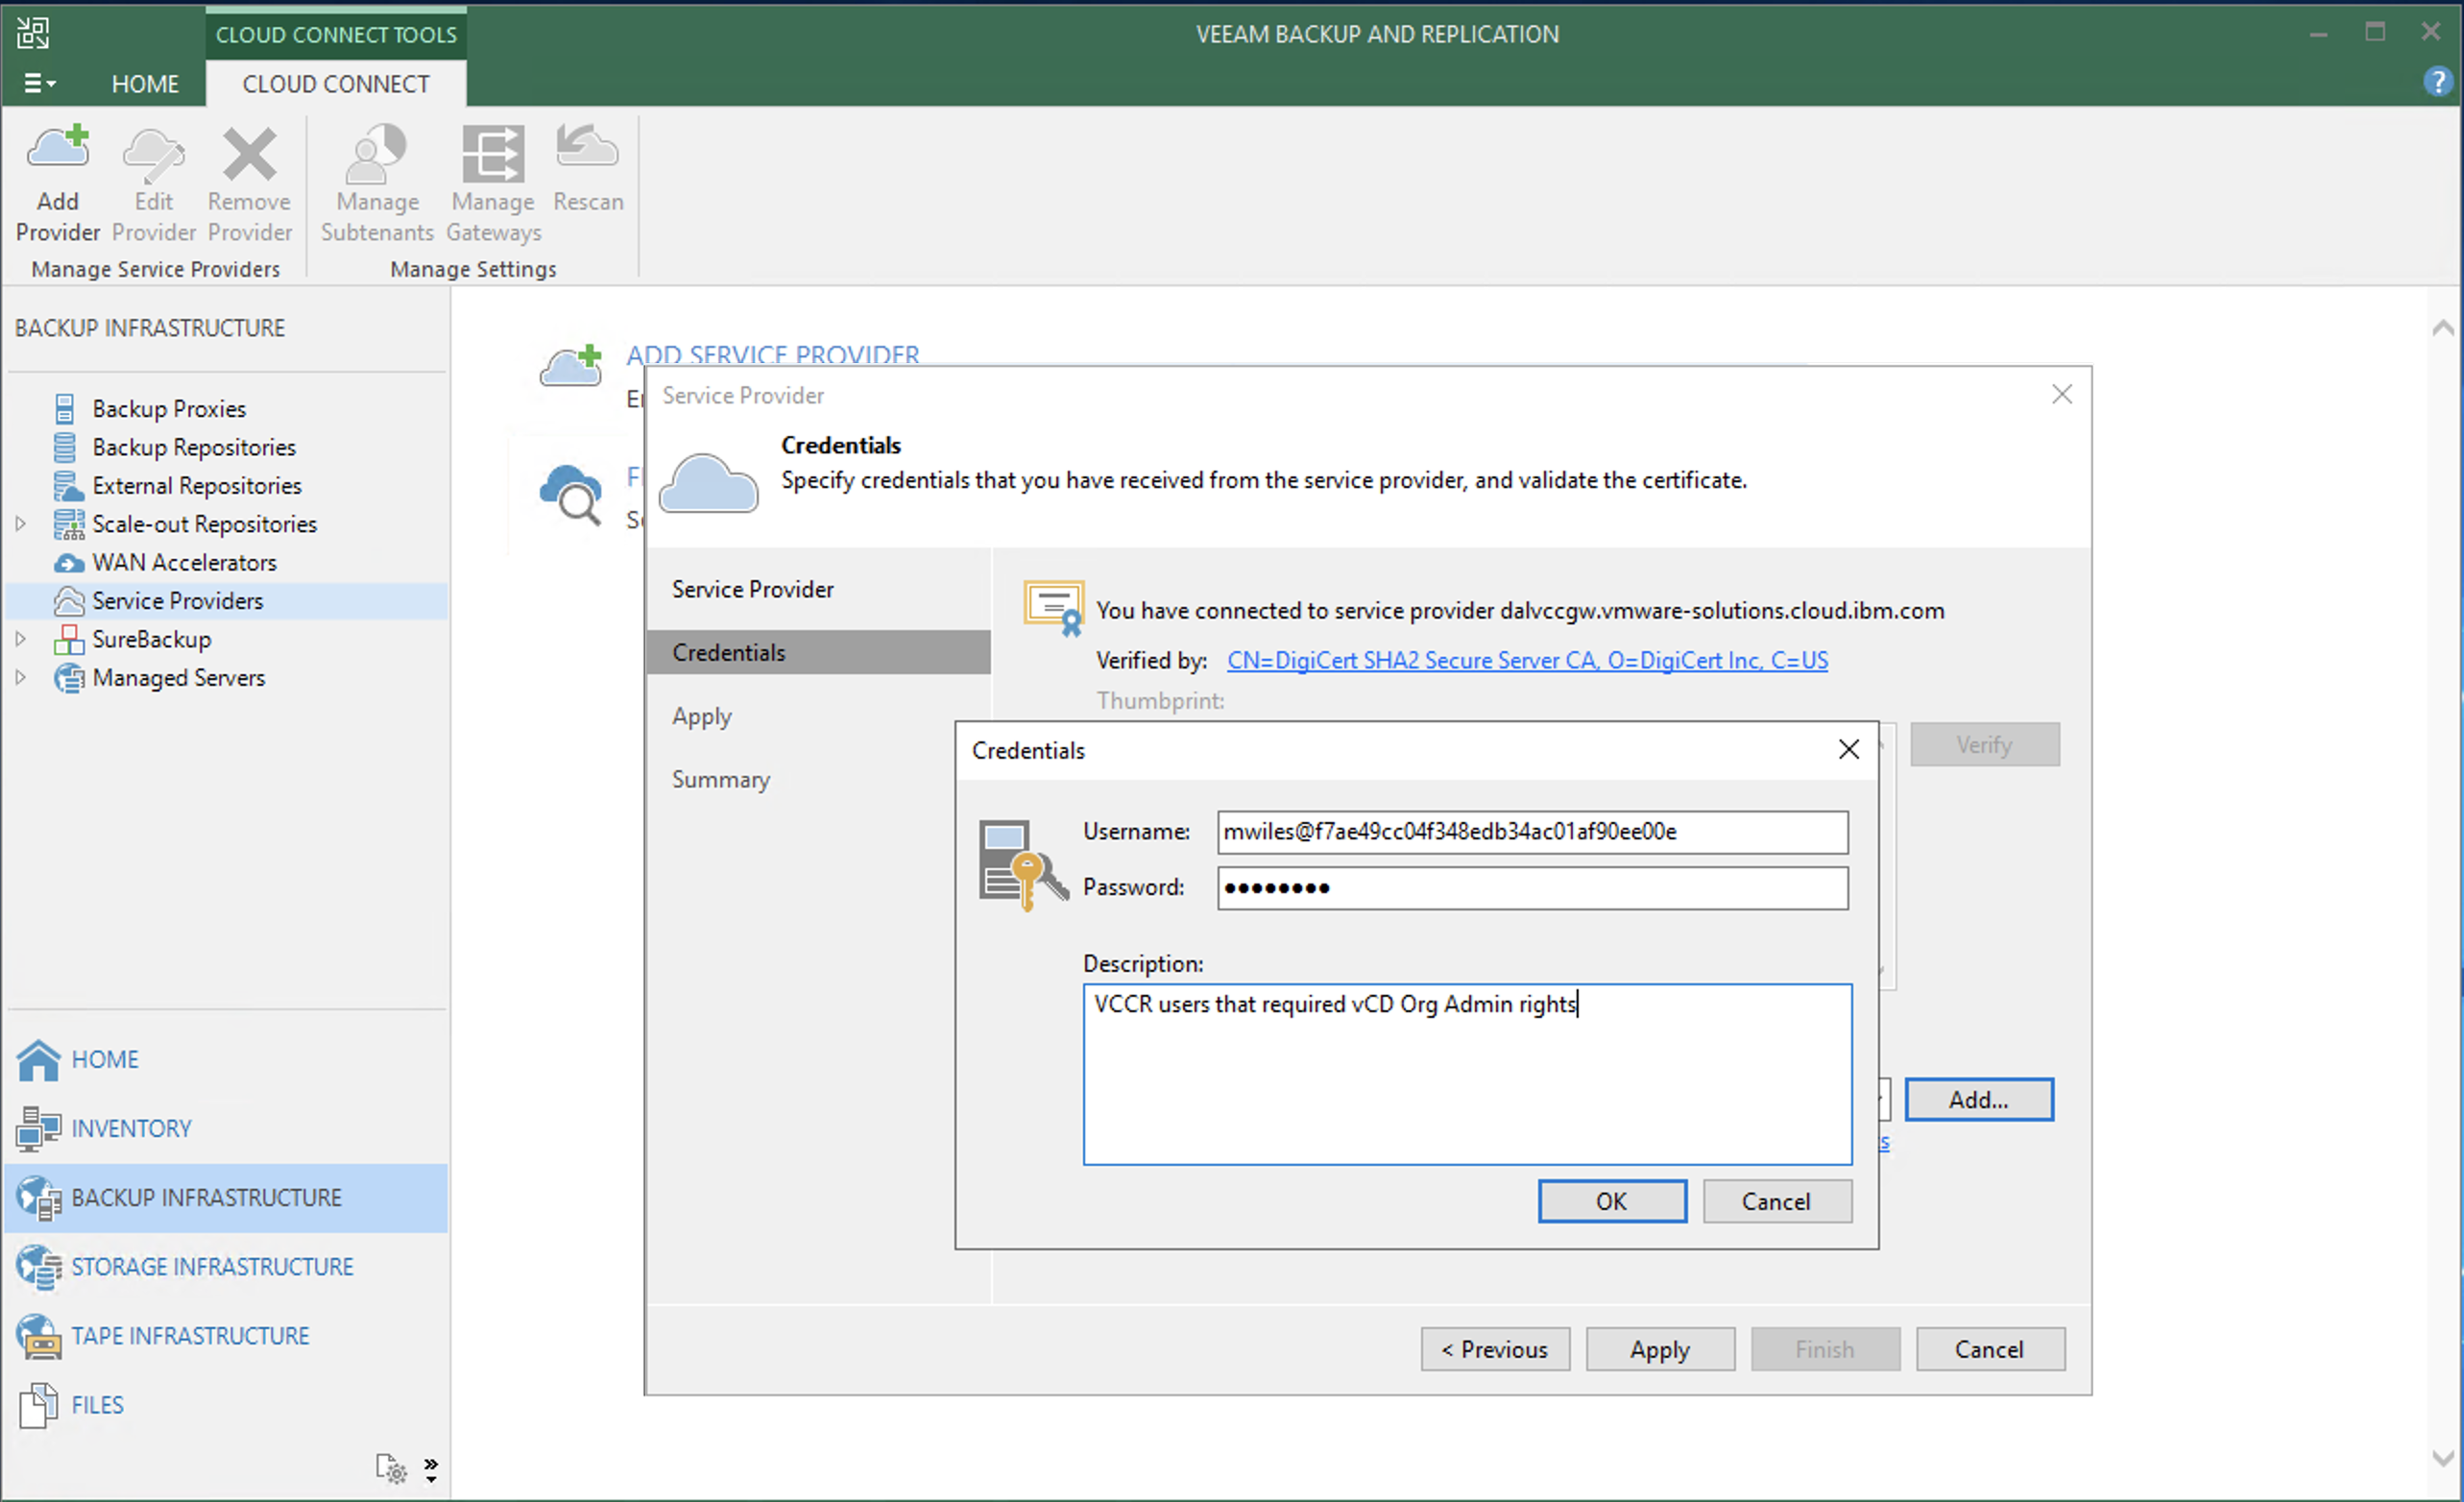 CLOUD CONNECT TOOLS
VEEAM BACKUP AND REPLICATION
HOME
CLOUD CONNECT
?
Add Provider
Edit Provider
Remove Provider
Manage Subtenants
Manage Gateways
Rescan
Manage Service Providers
Manage Settings
BACKUP INFRASTRUCTURE
Backup Proxies
Backup Repositories
External Repositories
Scale-out Repositories
WAN Accelerators
Service Providers
SureBackup
Managed Servers
HOME
INVENTORY
BACKUP INFRASTRUCTURE
STORAGE INFRASTRUCTURE
TAPE INFRASTRUCTURE
FILES
ADD SERVICE PROVIDER
Service Provider
Credentials
Specify credentials that you have received from the service provider, and validate the certificate.
Service Provider
Credentials
Apply
Summary
You have connected to service provider dalvccgw.vmware-solutions.cloud.ibm.com
Verified by: CN=DigiCert SHA2 Secure Server CA, O=DigiCert Inc, C=US
Thumbprint:
Verify
Credentials
Username: mwiles@f7ae49cc04f348edb34ac01af90ee00e
Password: ●●●●●●●●
Description:
VCCR users that required vCD Org Admin rights
Add...
OK
Cancel
< Previous
Apply
Finish
Cancel